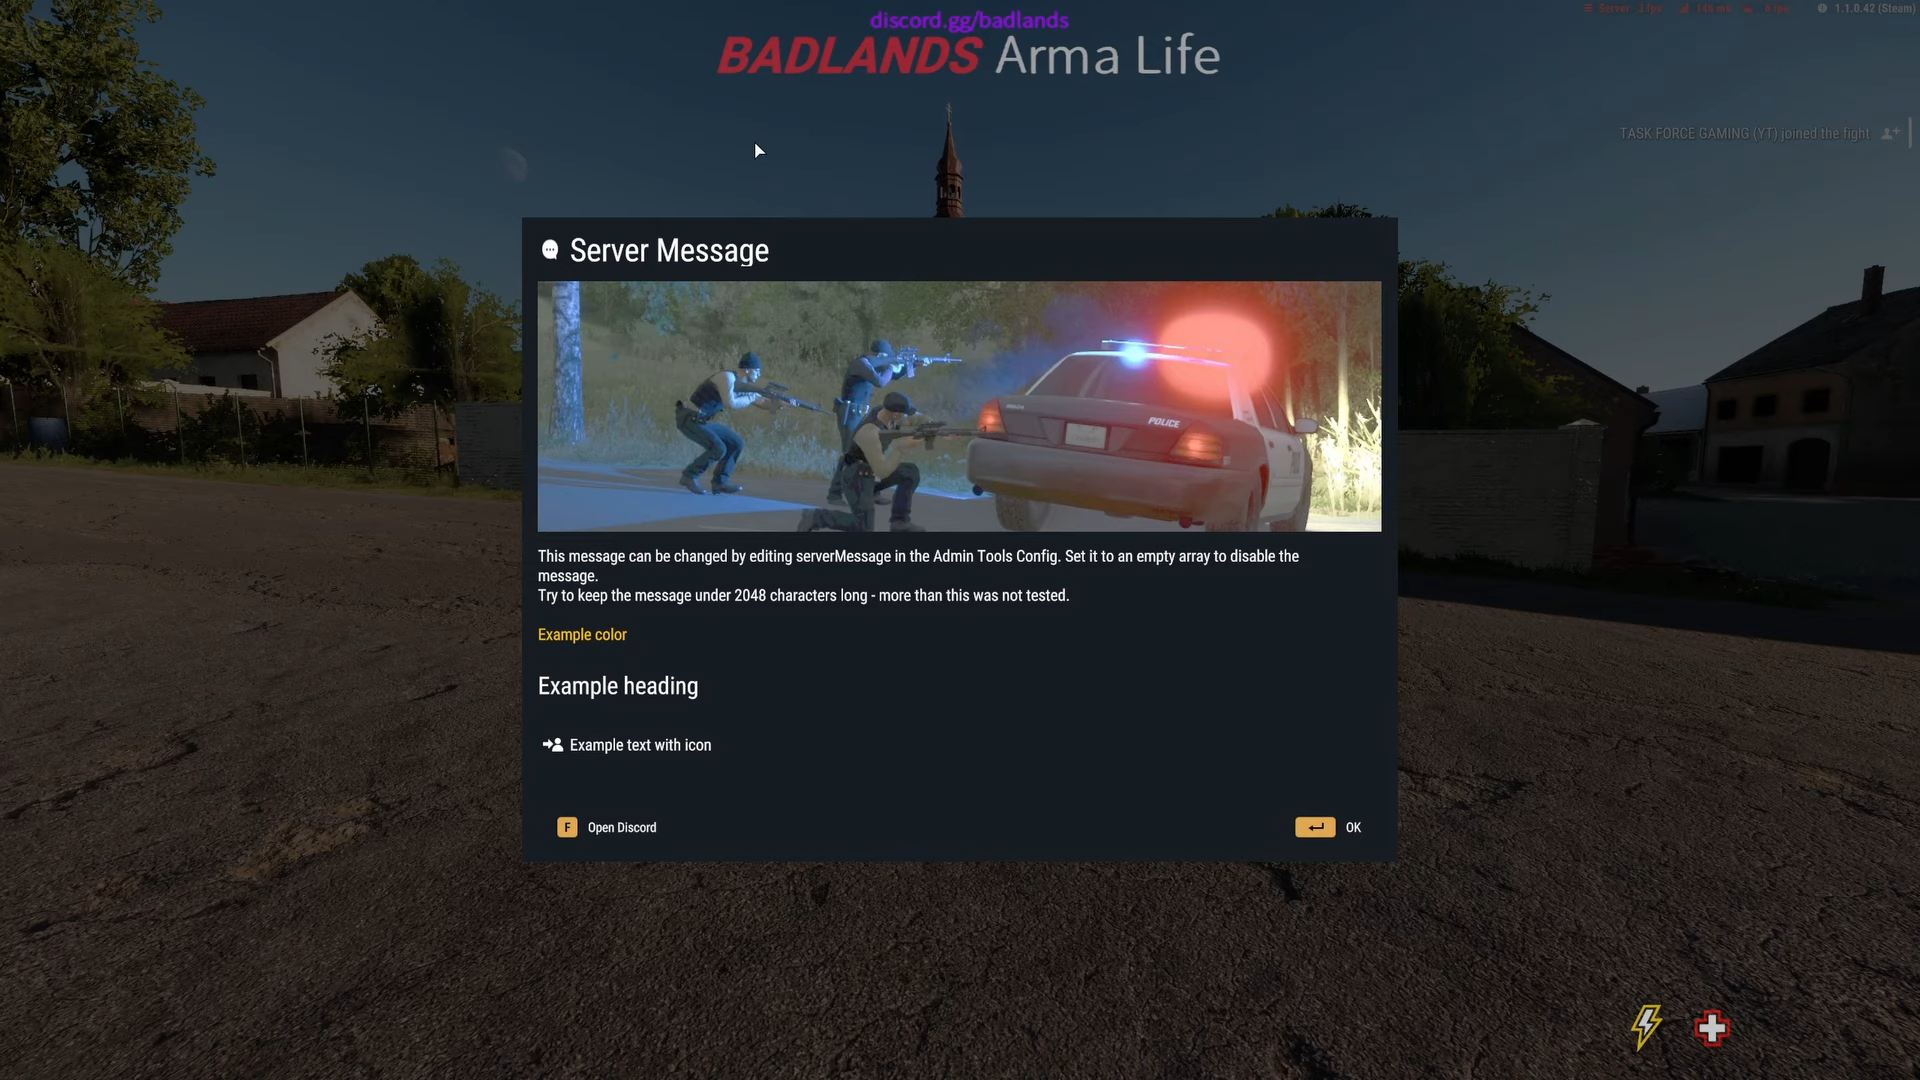 discord.gg/badlands
BADLANDS Arma Life
1.1.0.42 (Steam)
TASK FORCE GAMING (YT) joined the fight
Server Message
POLICE
This message can be changed by editing serverMessage in the Admin Tools Config. Set it to an empty array to disable the
message.
Try to keep the message under 2048 characters long - more than this was not tested.
Example color
Example heading
Example text with icon
F Open Discord
OK